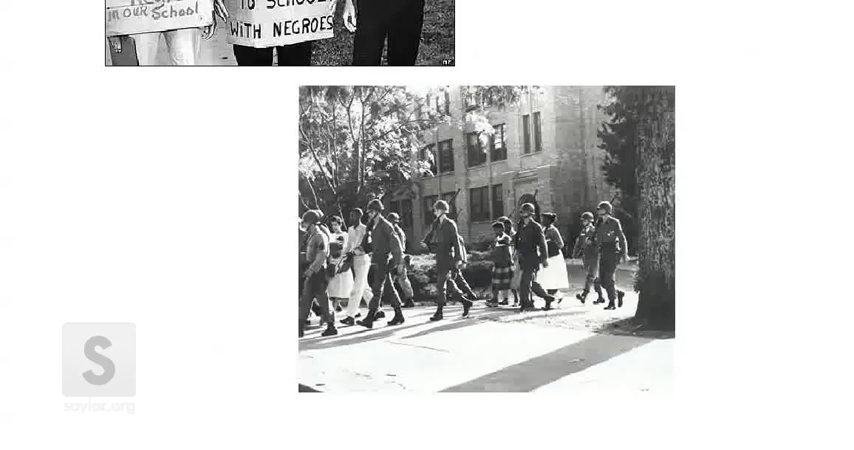 IN OUR School
TO SCHOOL
WITH NEGROES
S
saylor.org